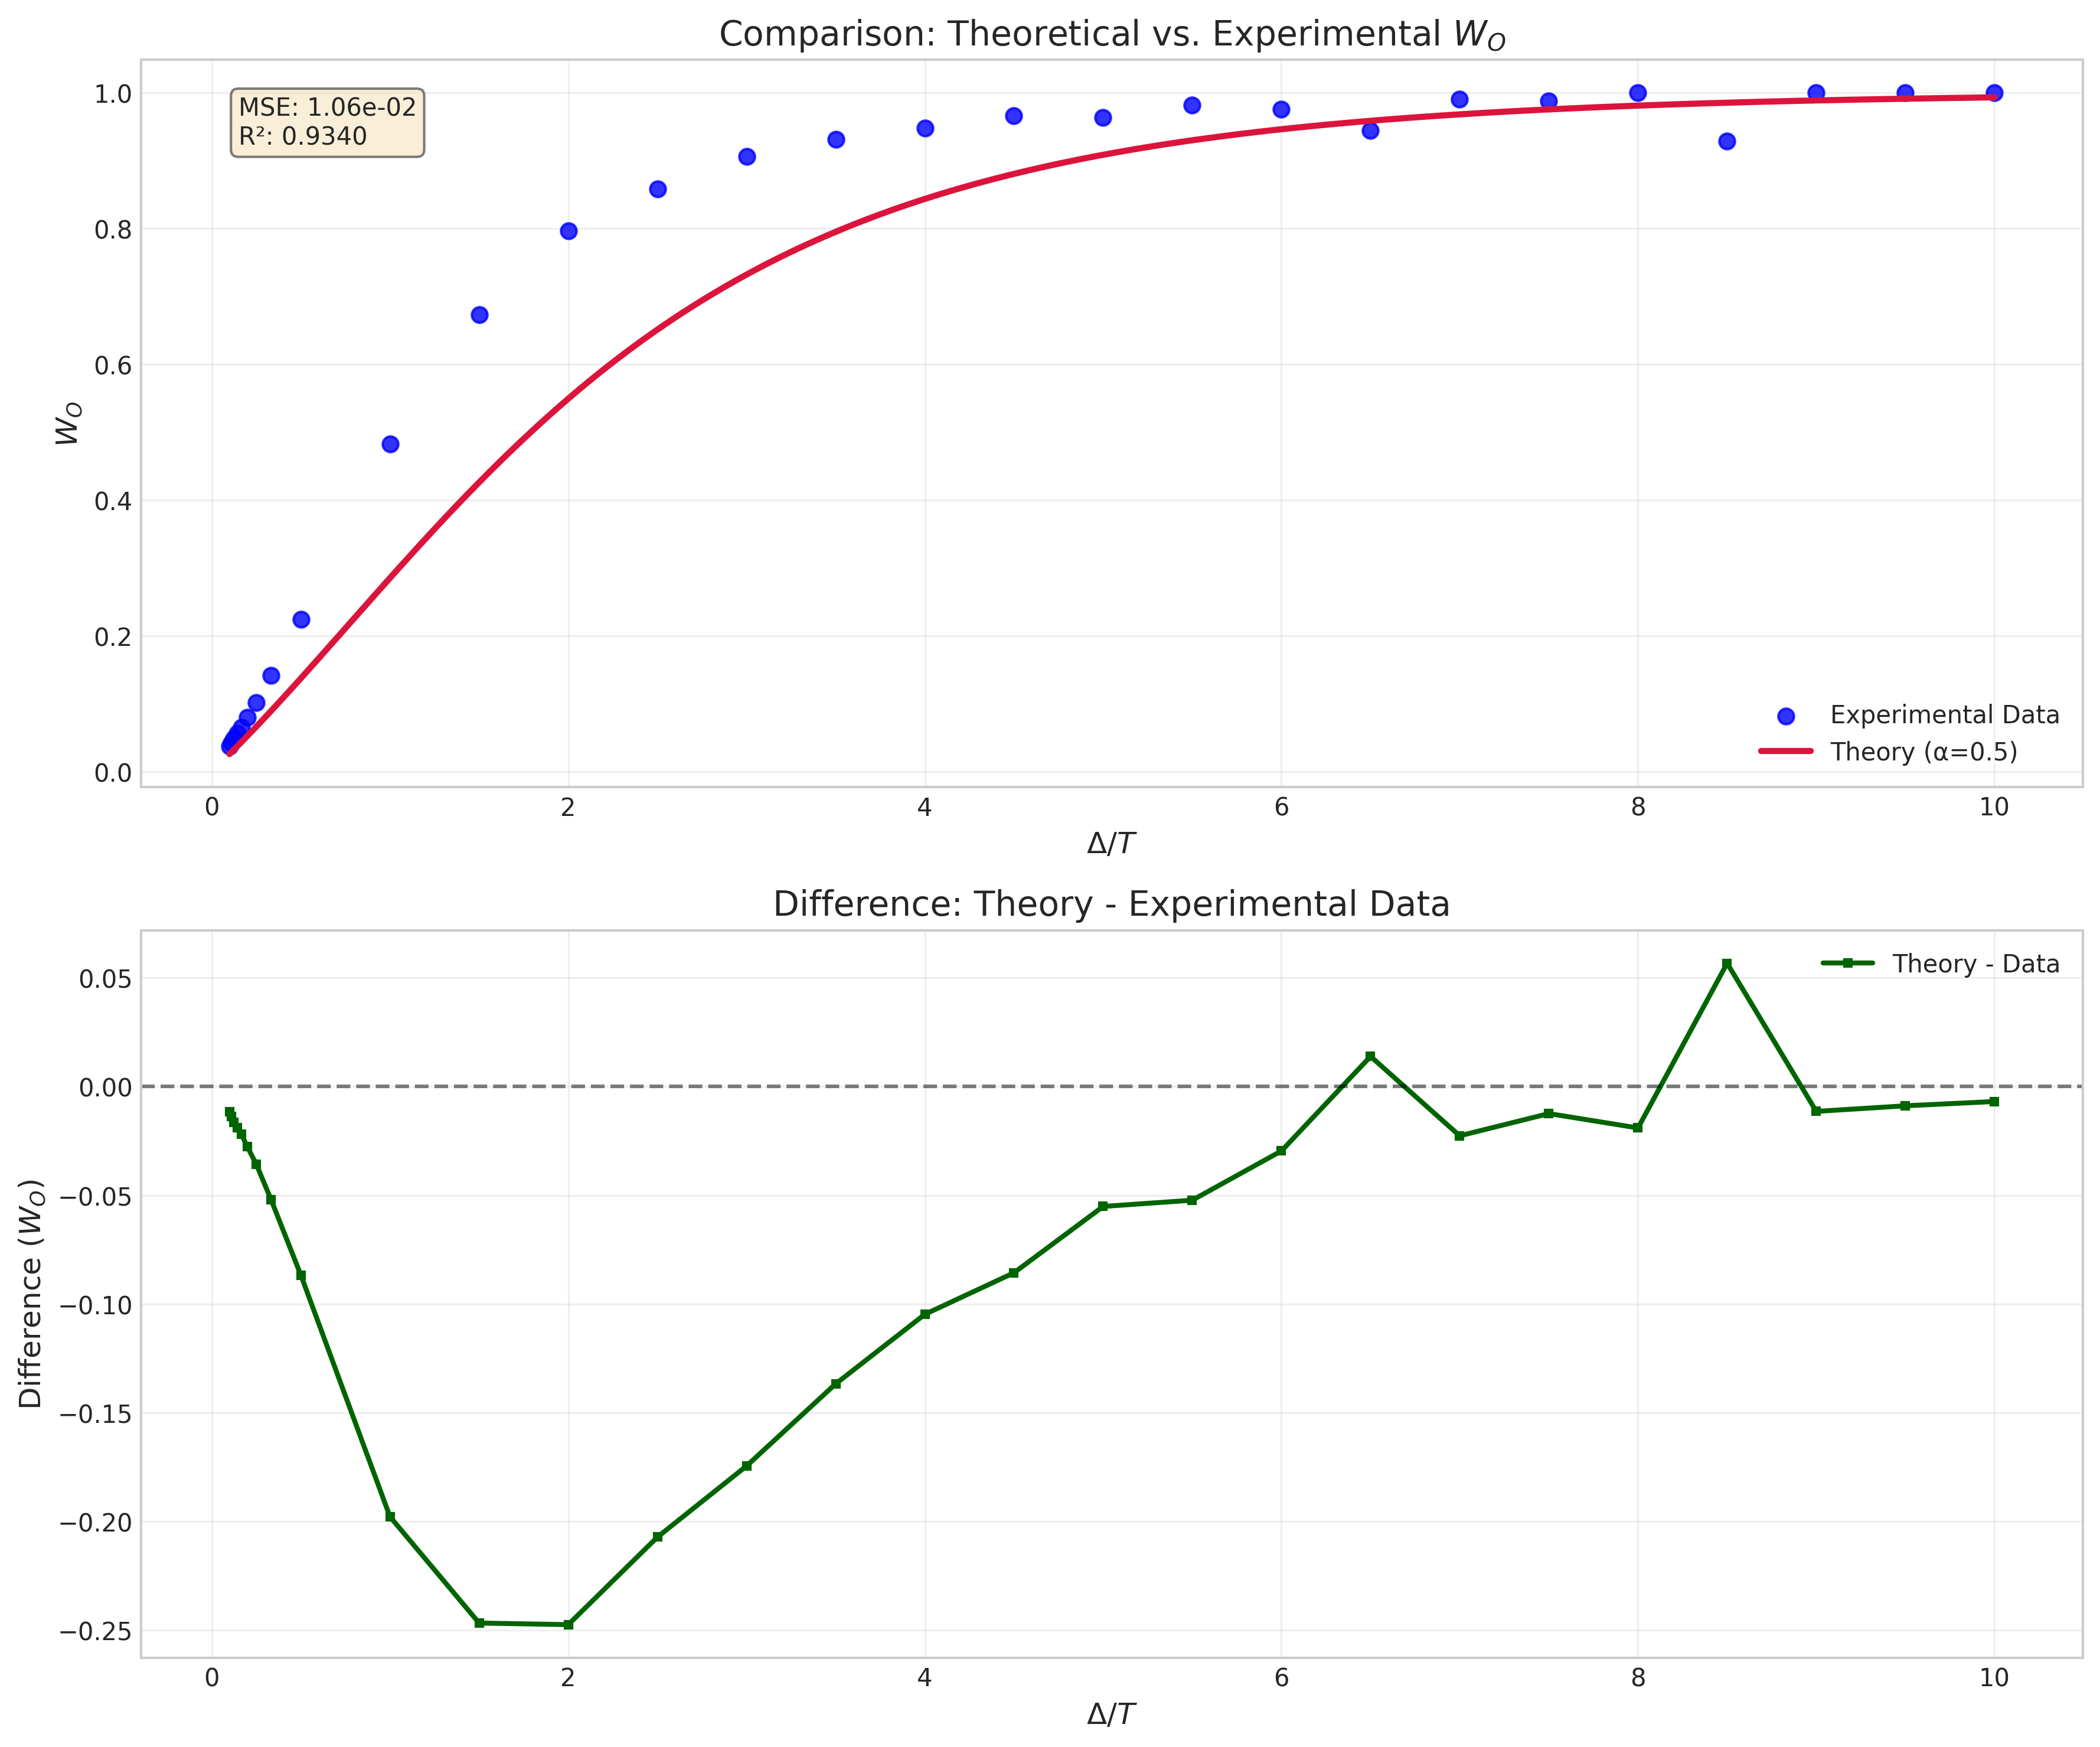 Comparison: Theoretical vs. Experimental W_O
MSE: 1.06e-02
R²: 0.9340
1.0
0.8
0.6
0.4
0.2
0.0
W_O
Experimental Data
Theory (α=0.5)
0 2 4 6 8 10
Δ/T
Difference: Theory - Experimental Data
Theory - Data
0.05
0.00
−0.05
−0.10
−0.15
−0.20
−0.25
Difference (W_O)
0 2 4 6 8 10
Δ/T